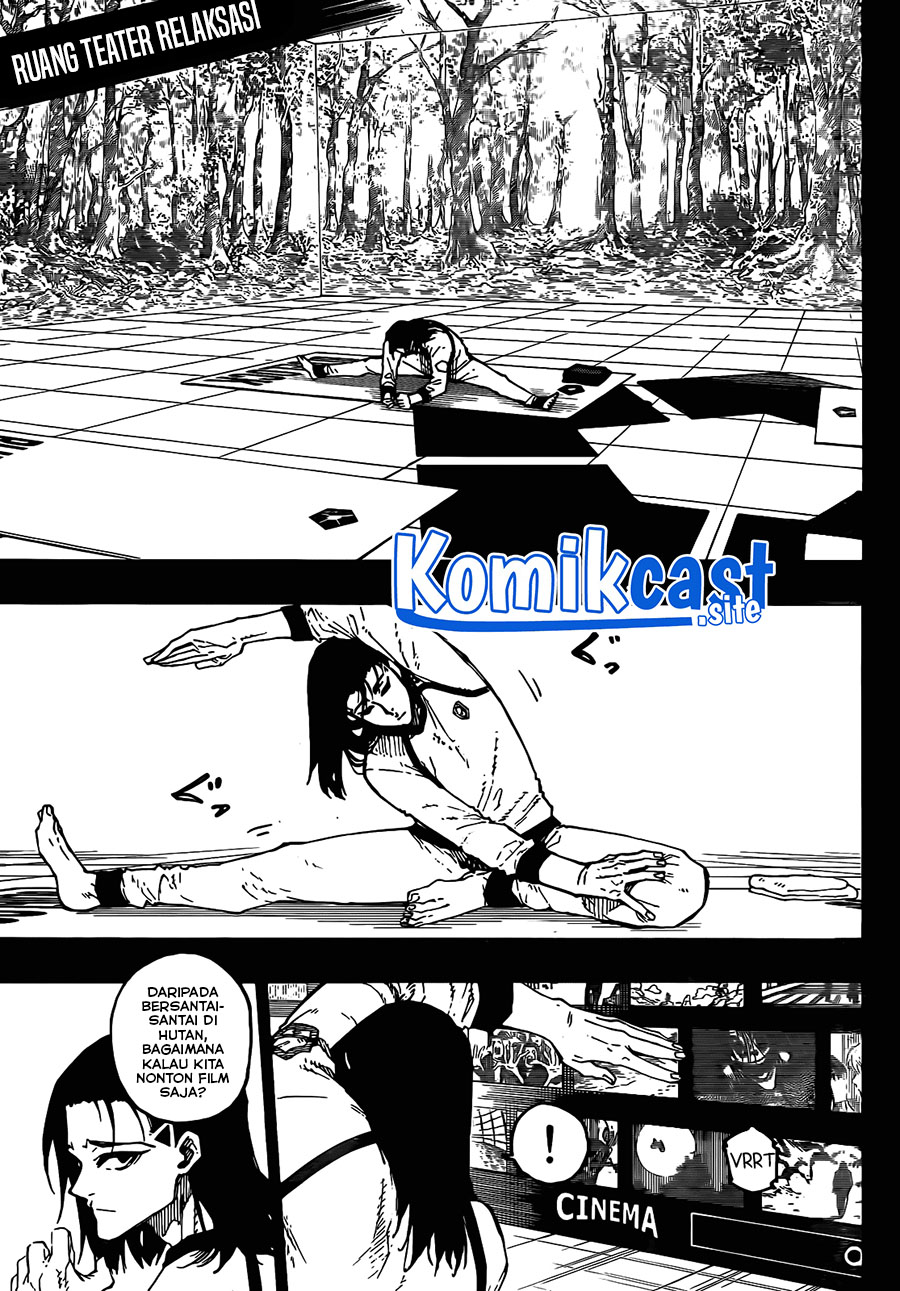 RUANG TEATER RELAKSASI
Komikcast
.site
ぐっ
ぐっ
DARIPADA
BERSANTAI-
SANTAI DI
HUTAN,
BAGAIMANA
KALAU KITA
NONTON FILM
SAJA?
!
VRRT
CINEMA